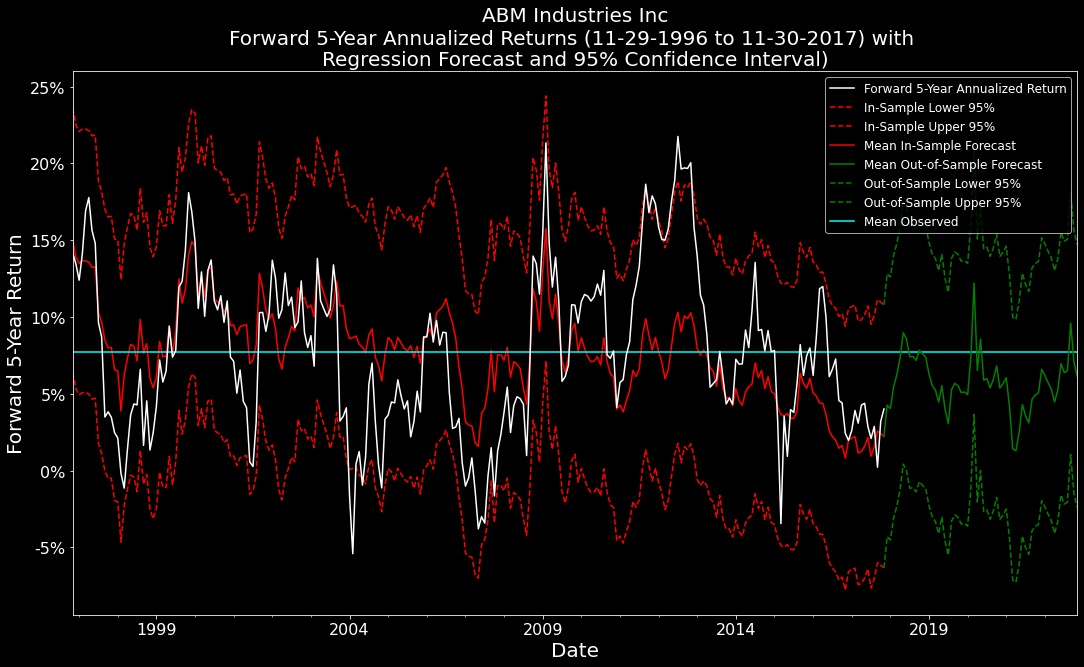 ABM Industries Inc
Forward 5-Year Annualized Returns (11-29-1996 to 11-30-2017) with
Regression Forecast and 95% Confidence Interval)
Forward 5-Year Return
25%
20%
15%
10%
5%
0%
-5%
Forward 5-Year Annualized Return
In-Sample Lower 95%
In-Sample Upper 95%
Mean In-Sample Forecast
Mean Out-of-Sample Forecast
Out-of-Sample Lower 95%
Out-of-Sample Upper 95%
Mean Observed
1999
2004
2009
2014
2019
Date